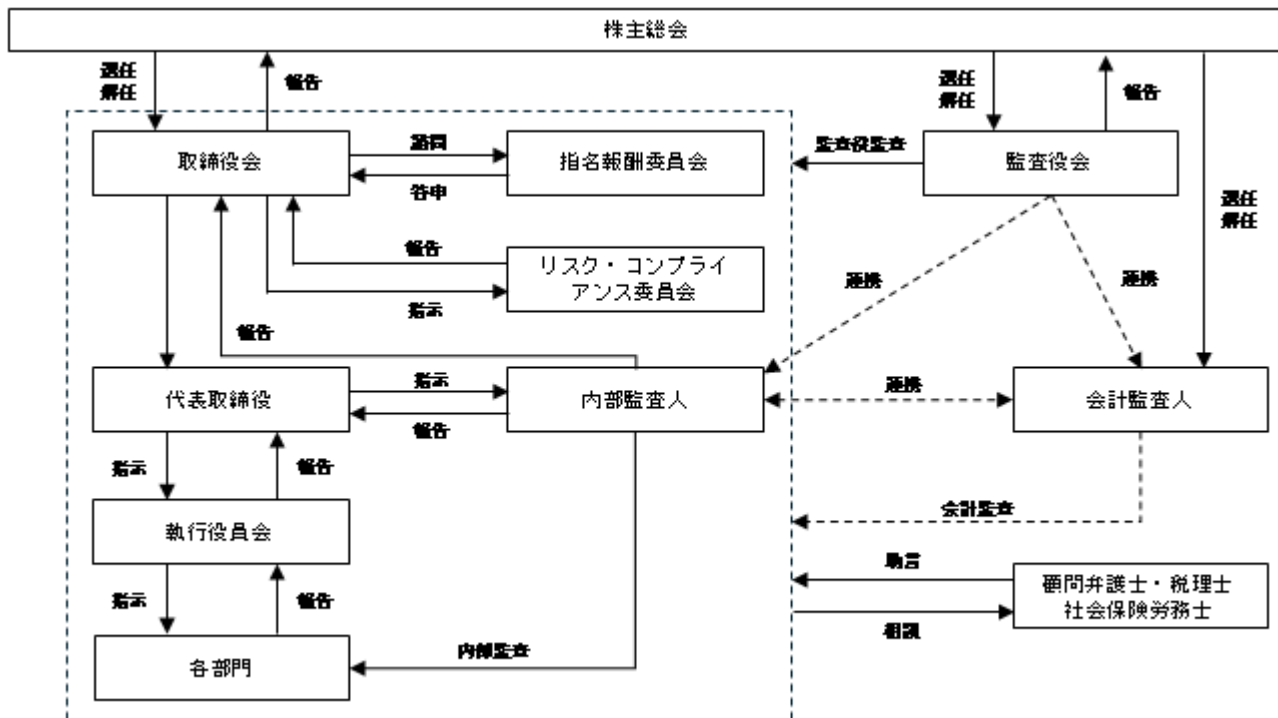 株主総会
選任
解任
報告
選任
解任
報告
取締役会
諮問
答申
指名報酬委員会
監査役監査
監査役会
選任
解任
報告
リスク・コンプライ
アンス委員会
指示
連携
連携
報告
代表取締役
指示
報告
内部監査人
連携
会計監査人
指示
報告
執行役員会
会計監査
指示
報告
助言
顧問弁護士・税理士
社会保険労務士
相談
各部門
内部監査